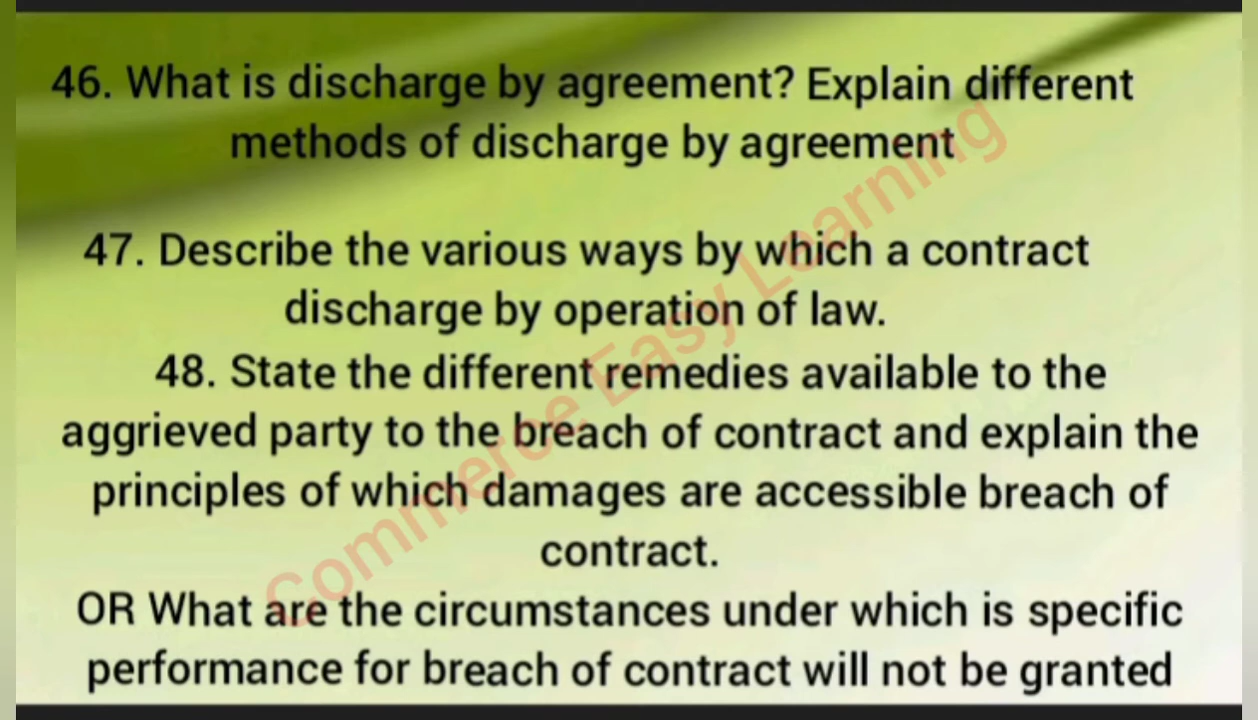 46. What is discharge by agreement? Explain different
methods of discharge by agreement
47. Describe the various ways by which a contract
discharge by operation of law.
48. State the different remedies available to the
aggrieved party to the breach of contract and explain the
principles of which damages are accessible breach of
contract.
OR What are the circumstances under which is specific
performance for breach of contract will not be granted
Commerce Easy Learning